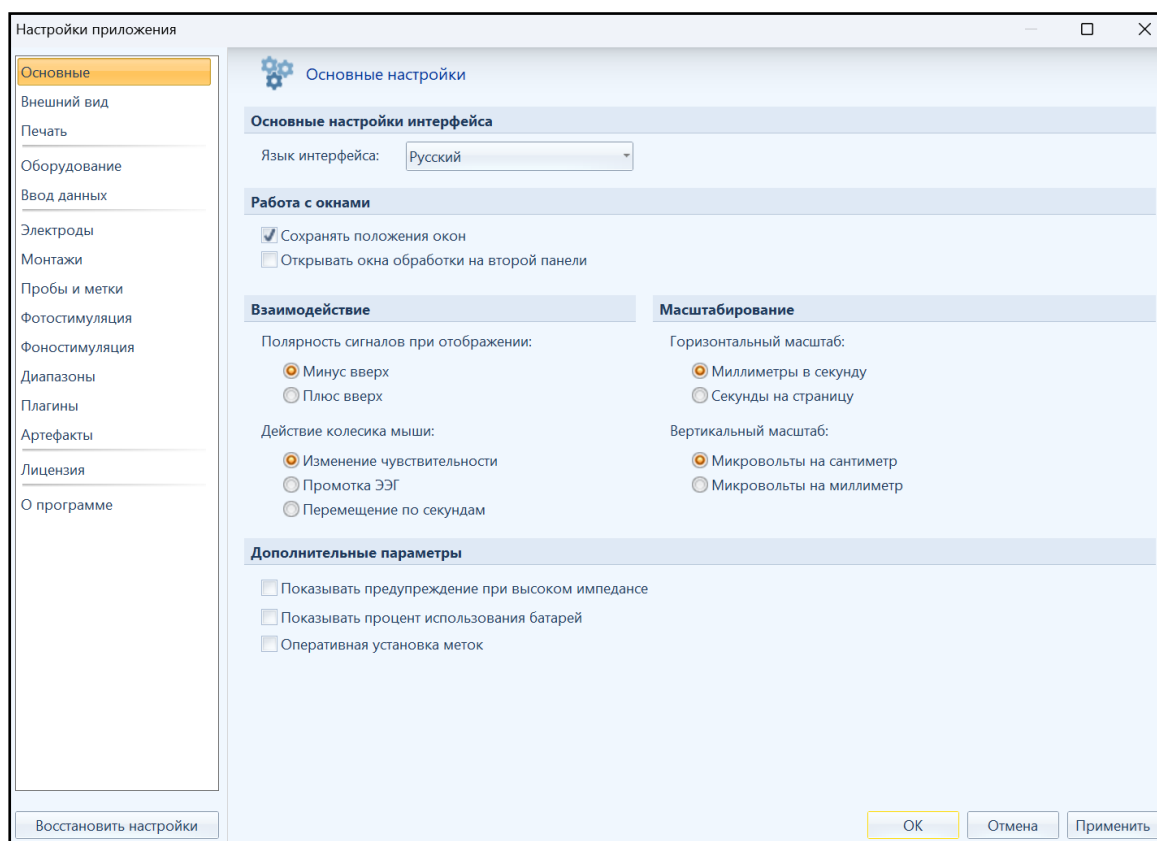 Настройки приложения
Основные
Внешний вид
Печать
Оборудование
Ввод данных
Электроды
Монтажи
Пробы и метки
Фотостимуляция
Фоностимуляция
Диапазоны
Плагины
Артефакты
Лицензия
О программе
Восстановить настройки
Основные настройки
Основные настройки интерфейса
Язык интерфейса: Русский
Работа с окнами
Сохранять положения окон
Открывать окна обработки на второй панели
Взаимодействие
Полярность сигналов при отображении:
Минус вверх
Плюс вверх
Действие колесика мыши:
Изменение чувствительности
Промотка ЭЭГ
Перемещение по секундам
Масштабирование
Горизонтальный масштаб:
Миллиметры в секунду
Секунды на страницу
Вертикальный масштаб:
Микровольты на сантиметр
Микровольты на миллиметр
Дополнительные параметры
Показывать предупреждение при высоком импедансе
Показывать процент использования батарей
Оперативная установка меток
ОК Отмена Применить